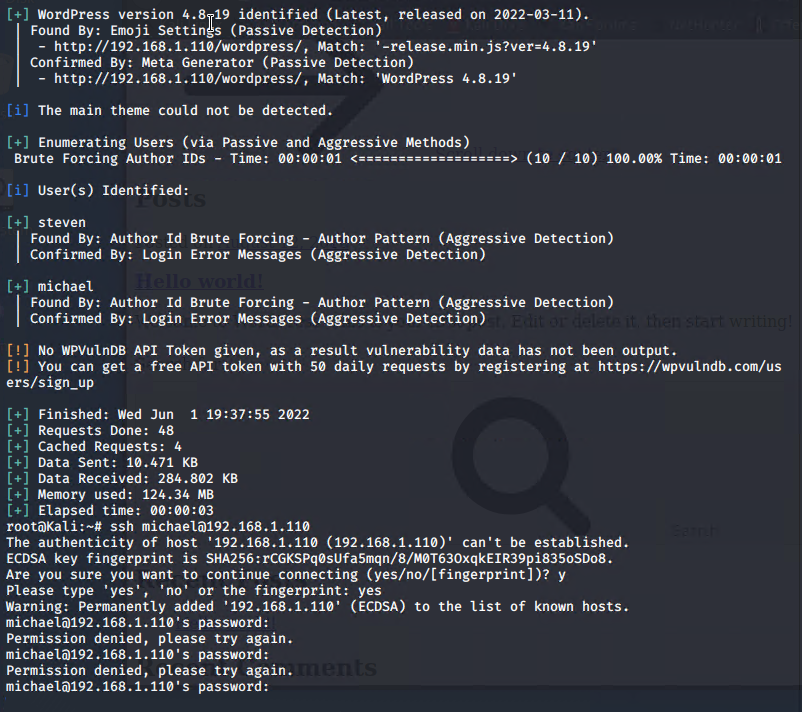 [+] WordPress version 4.8.19 identified (Latest, released on 2022-03-11).
| Found By: Emoji Settings (Passive Detection)
|  - http://192.168.1.110/wordpress/, Match: '-release.min.js?ver=4.8.19'
| Confirmed By: Meta Generator (Passive Detection)
|  - http://192.168.1.110/wordpress/, Match: 'WordPress 4.8.19'
[i] The main theme could not be detected.
[+] Enumerating Users (via Passive and Aggressive Methods)
Brute Forcing Author IDs - Time: 00:00:01 <====================> (10 / 10) 100.00% Time: 00:00:01
[i] User(s) Identified:
Posts
[+] steven
| Found By: Author Id Brute Forcing - Author Pattern (Aggressive Detection)
| Confirmed By: Login Error Messages (Aggressive Detection)
Hello world!
[+] michael
| Found By: Author Id Brute Forcing - Author Pattern (Aggressive Detection)
| Confirmed By: Login Error Messages (Aggressive Detection)
post. Edit or delete it, then start writing!
[!] No WPVulnDB API Token given, as a result vulnerability data has not been output.
[!] You can get a free API token with 50 daily requests by registering at https://wpvulndb.com/us
ers/sign_up
[+] Finished: Wed Jun  1 19:37:55 2022
[+] Requests Done: 48
[+] Cached Requests: 4
[+] Data Sent: 10.471 KB
[+] Data Received: 284.802 KB
[+] Memory used: 124.34 MB
[+] Elapsed time: 00:00:03
root@Kali:~# ssh michael@192.168.1.110
Search
The authenticity of host '192.168.1.110 (192.168.1.110)' can't be established.
ECDSA key fingerprint is SHA256:rCGKSPq0sUfa5mqn/8/M0T63OxqkEIR39pi835oSDo8.
Are you sure you want to continue connecting (yes/no/[fingerprint])? y
Please type 'yes', 'no' or the fingerprint: yes
Warning: Permanently added '192.168.1.110' (ECDSA) to the list of known hosts.
michael@192.168.1.110's password:
Permission denied, please try again.
michael@192.168.1.110's password:
Permission denied, please try again.
Recent Comments
michael@192.168.1.110's password: